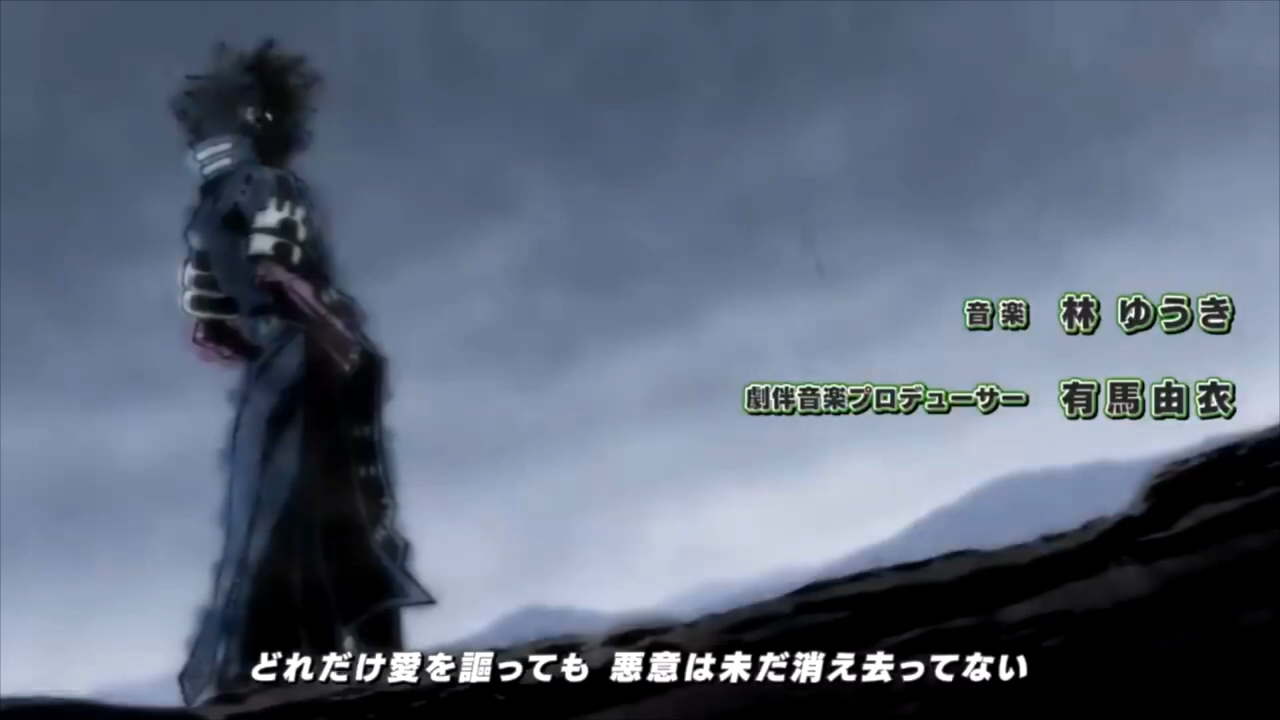 音楽 林 ゆうき
劇伴音楽プロデューサー 有馬由衣
どれだけ愛を謳っても 悪意は未だ消え去ってない